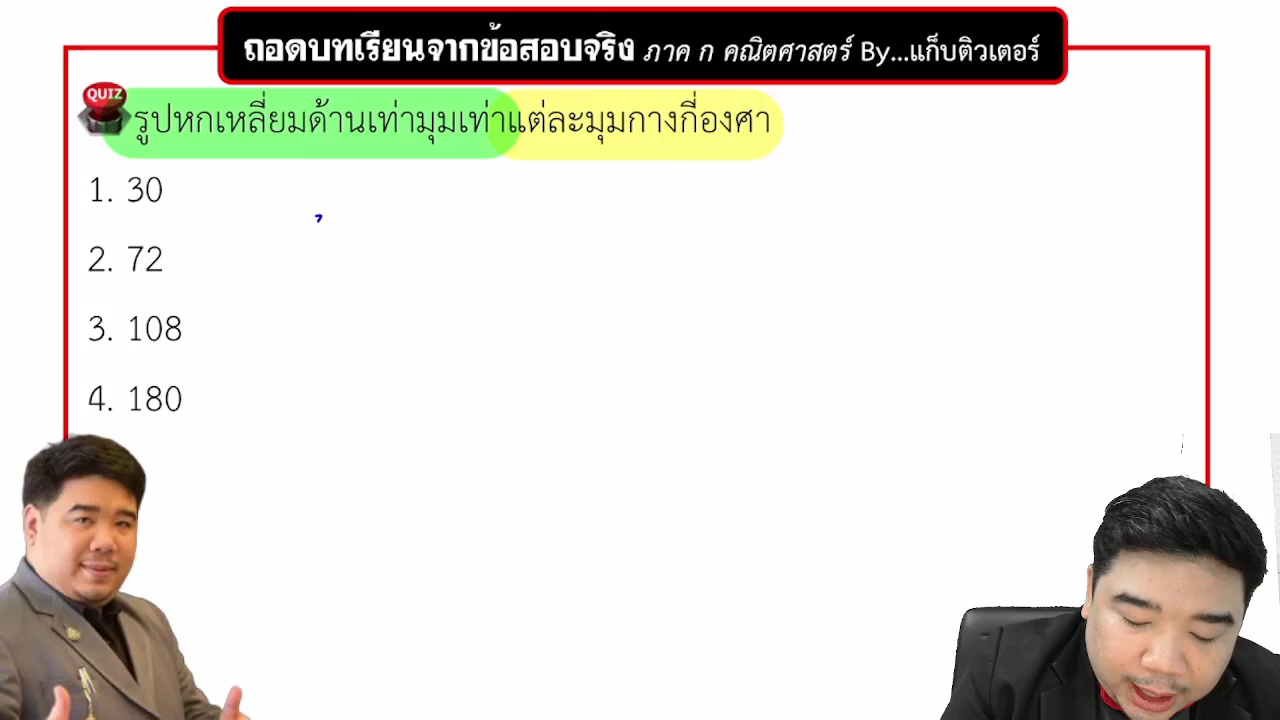 ถอดบทเรียนจากข้อสอบจริง ภาค ก คณิตศาสตร์ By...แก็บติวเตอร์
QUIZ
รูปหกเหลี่ยมด้านเท่ามุมเท่าแต่ละมุมกางกี่องศา
1. 30
2. 72
3. 108
4. 180